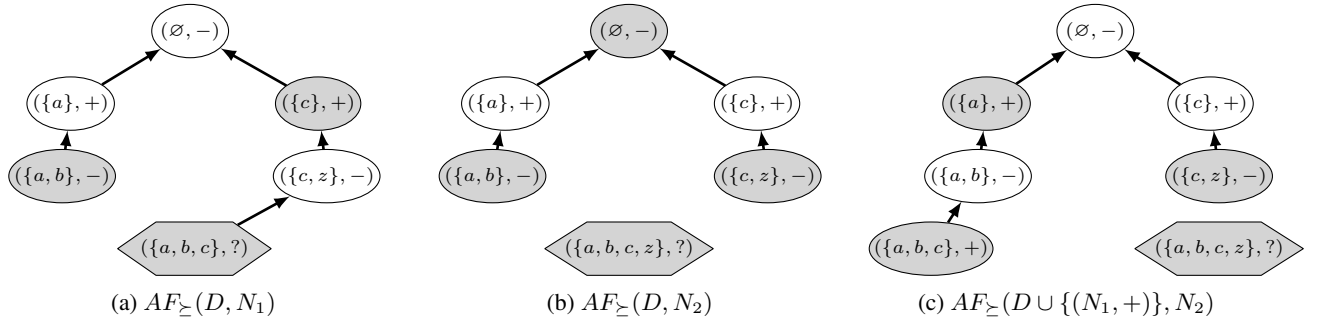 (∅, −) (∅, −) (∅, −)
({a}, +) ({c}, +) ({a}, +) ({c}, +) ({a}, +) ({c}, +)
({a, b}, −) ({c, z}, −) ({a, b}, −) ({c, z}, −) ({a, b}, −) ({c, z}, −)
({a, b, c}, ?) ({a, b, c, z}, ?) ({a, b, c}, +) ({a, b, c, z}, ?)
(a) AF⪰(D, N₁) (b) AF⪰(D, N₂) (c) AF⪰(D ∪ {(N₁, +)}, N₂)